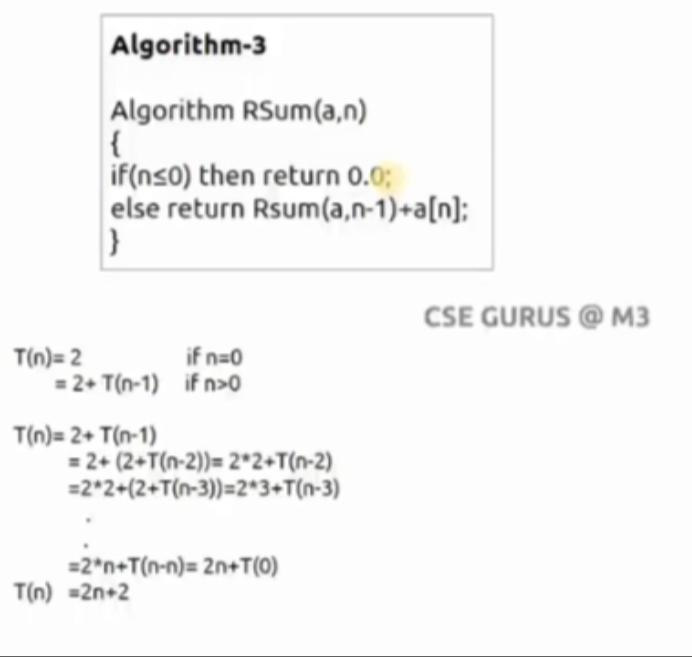 Algorithm-3
Algorithm RSum(a,n)
{
if(n≤0) then return 0.0;
else return Rsum(a,n-1)+a[n];
}
CSE GURUS @ M3
T(n)= 2 if n=0
= 2+ T(n-1) if n>0
T(n)= 2+ T(n-1)
= 2+ (2+T(n-2))= 2*2+T(n-2)
=2*2+(2+T(n-3))=2*3+T(n-3)
.
.
=2*n+T(n-n)= 2n+T(0)
T(n) =2n+2